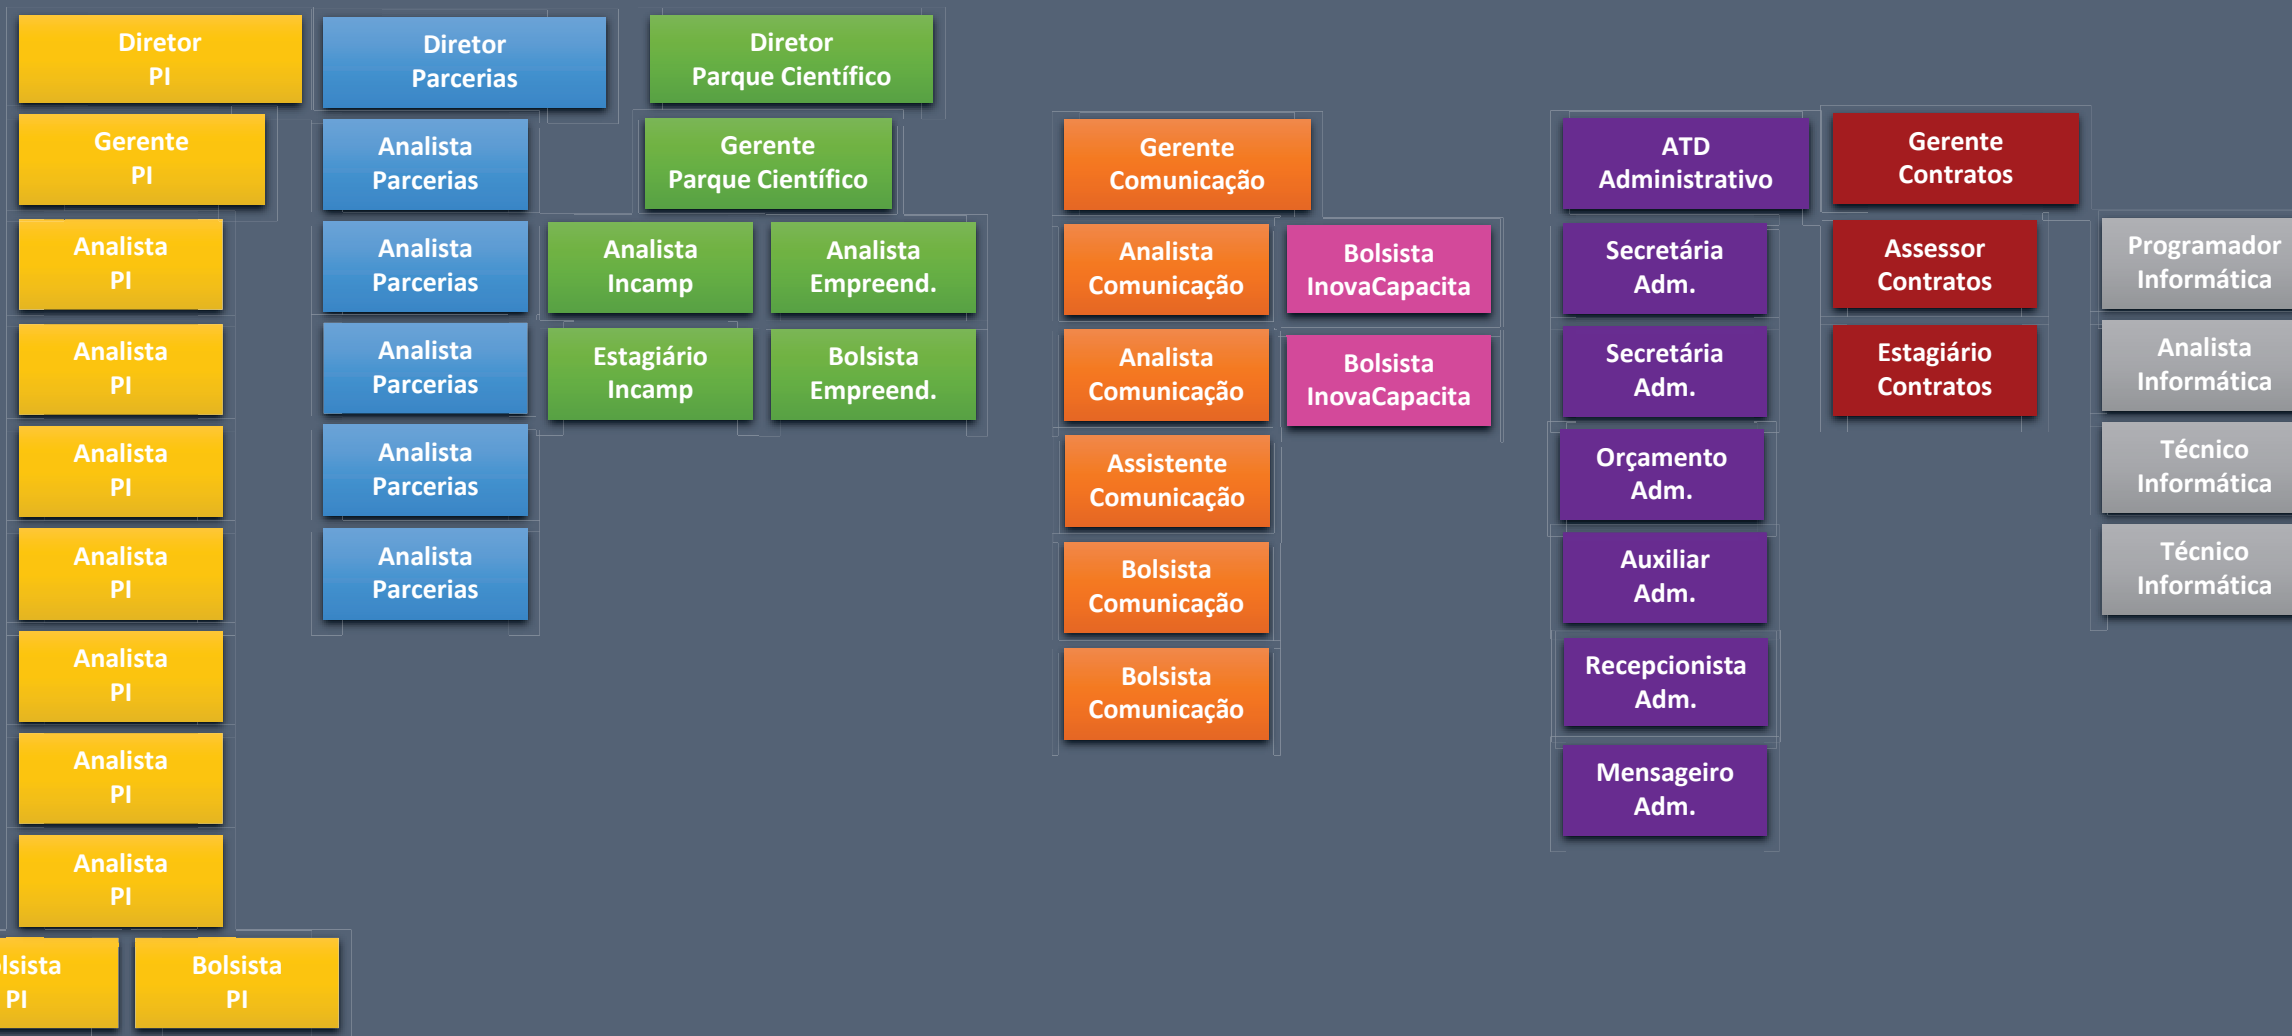 Diretor
PI
Gerente
PI
Analista
PI
Analista
PI
Analista
PI
Analista
PI
Analista
PI
Analista
PI
Analista
PI
lsista
PI
Bolsista
PI
Diretor
Parcerias
Analista
Parcerias
Analista
Parcerias
Analista
Parcerias
Analista
Parcerias
Analista
Parcerias
Diretor
Parque Científico
Gerente
Parque Científico
Analista
Incamp
Analista
Empreend.
Estagiário
Incamp
Bolsista
Empreend.
Gerente
Comunicação
Analista
Comunicação
Analista
Comunicação
Assistente
Comunicação
Bolsista
Comunicação
Bolsista
Comunicação
Bolsista
InovaCapacita
Bolsista
InovaCapacita
ATD
Administrativo
Secretária
Adm.
Secretária
Adm.
Orçamento
Adm.
Auxiliar
Adm.
Recepcionista
Adm.
Mensageiro
Adm.
Gerente
Contratos
Assessor
Contratos
Estagiário
Contratos
Programador
Informática
Analista
Informática
Técnico
Informática
Técnico
Informática